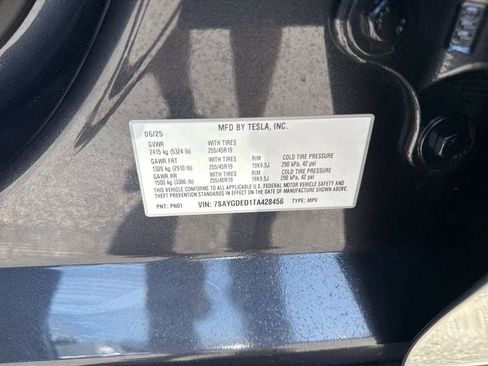 06/25 MFD BY TESLA, INC.
GVWR WITH TIRES
2415 kg (5324 lb) 255/45R19
GAWR FRT WITH TIRES RIM COLD TIRE PRESSURE
1320 kg (2910 lb) 255/45R19 19X9.5J 290 kPa, 42 psi
GAWR RR WITH TIRES RIM COLD TIRE PRESSURE
1500 kg (3306 lb) 255/45R19 19X9.5J 290 kPa, 42 psi
THIS VEHICLE CONFORMS TO ALL APPLICABLE U.S. FEDERAL MOTOR VEHICLE SAFETY AND
THEFT PREVENTION STANDARDS IN EFFECT ON THE DATE OF MANUFACTURE SHOWN ABOVE.
PNT: PN01 VIN: 7SAYGDED1TA428456 TYPE: MPV